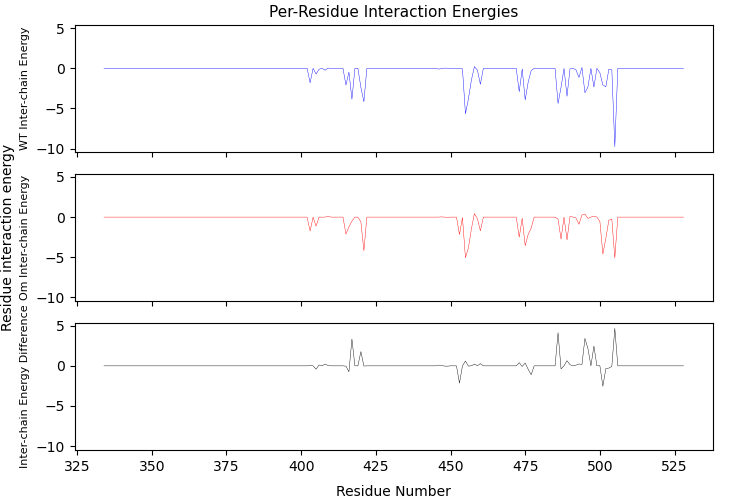 Per-Residue Interaction Energies
Residue interaction energy
WT Inter-chain Energy
5
0
−5
−10
Om Inter-chain Energy
5
0
−5
−10
Inter-chain Energy Difference
5
0
−5
−10
325 350 375 400 425 450 475 500 525
Residue Number